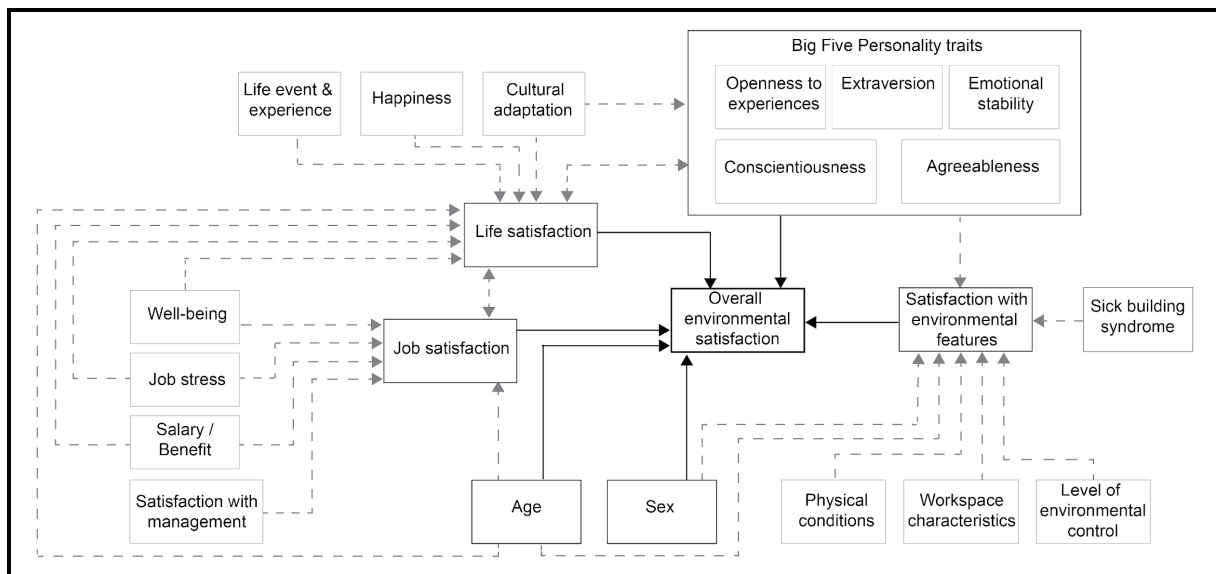 Big Five Personality traits
Life event &
experience
Happiness
Cultural
adaptation
Openness to
experiences
Extraversion
Emotional
stability
Conscientiousness
Agreeableness
Life satisfaction
Well-being
Job satisfaction
Overall
environmental
satisfaction
Satisfaction with
environmental
features
Sick building
syndrome
Job stress
Salary /
Benefit
Satisfaction with
management
Age
Sex
Physical
conditions
Workspace
characteristics
Level of
environmental
control